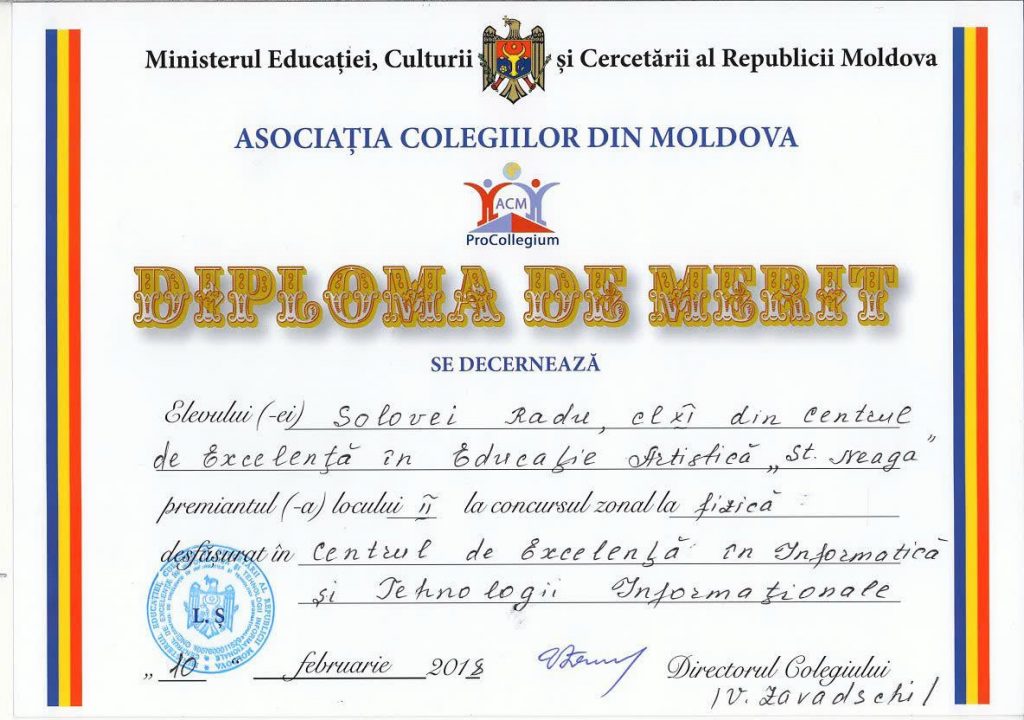 Ministerul Educației, Culturii și Cercetării al Republicii Moldova
ASOCIAȚIA COLEGIILOR DIN MOLDOVA
ACM
ProCollegium
DIPLOMA DE MERIT
SE DECERNEAZĂ
Elevului (-ei) Solovei Radu, cl XI din Centrul
de Excelență în Educație Artistică „St. Neaga”
premiantul (-a) locului II la concursul zonal la fizică
desfășurat în Centrul de Excelență în Informatică
și Tehnologii Informaționale
L. Ș
„10” februarie 2018 Directorul Colegiului
/V. Zavadschi/